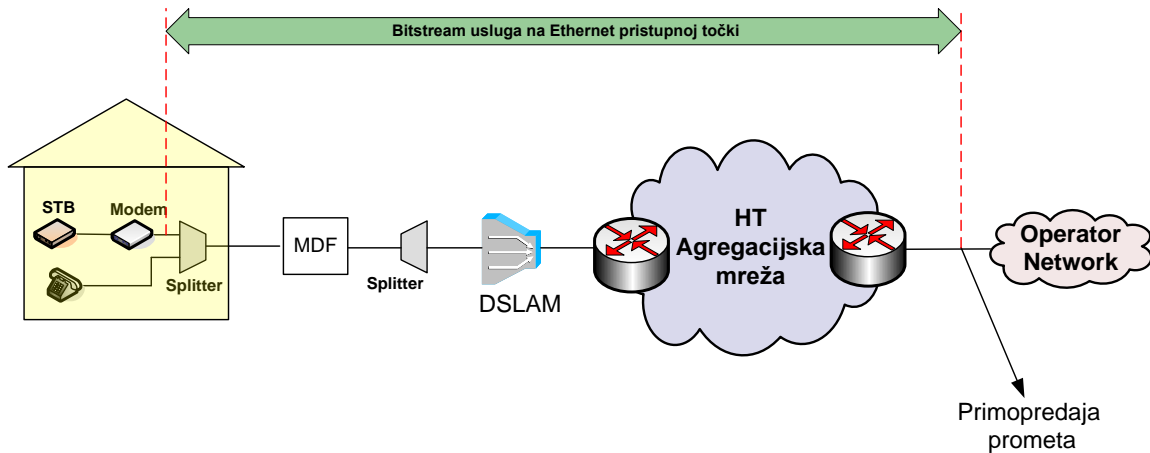 Bitstream usluga na Ethernet pristupnoj točki
STB
Modem
Splitter
MDF
Splitter
DSLAM
HT
Agregacijska
mreža
Operator
Network
Primopredaja
prometa